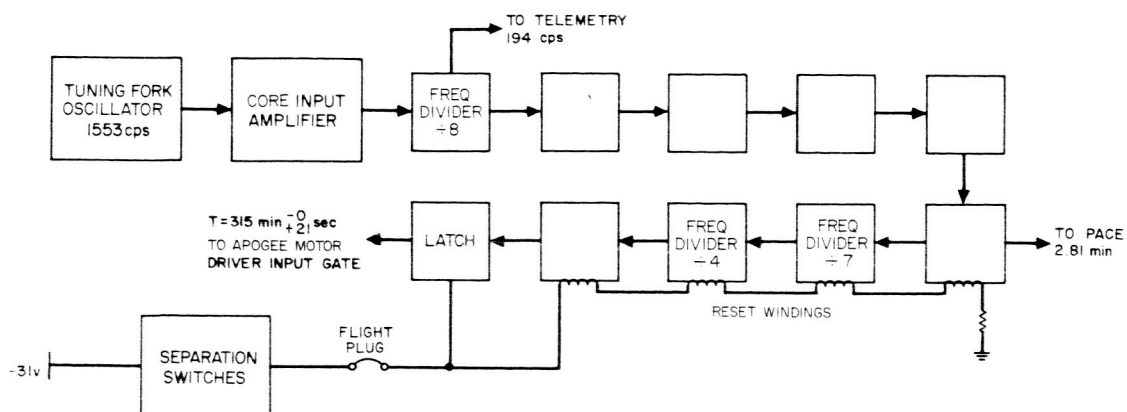 TO TELEMETRY
194 cps
TUNING FORK
OSCILLATOR
1553cps
CORE INPUT
AMPLIFIER
FREQ
DIVIDER
÷8
T=315 min -0 +21 sec
TO APOGEE MOTOR
DRIVER INPUT GATE
LATCH
FREQ
DIVIDER
÷4
FREQ
DIVIDER
÷7
TO PACE
2.81 min
RESET WINDINGS
FLIGHT
PLUG
-31v
SEPARATION
SWITCHES